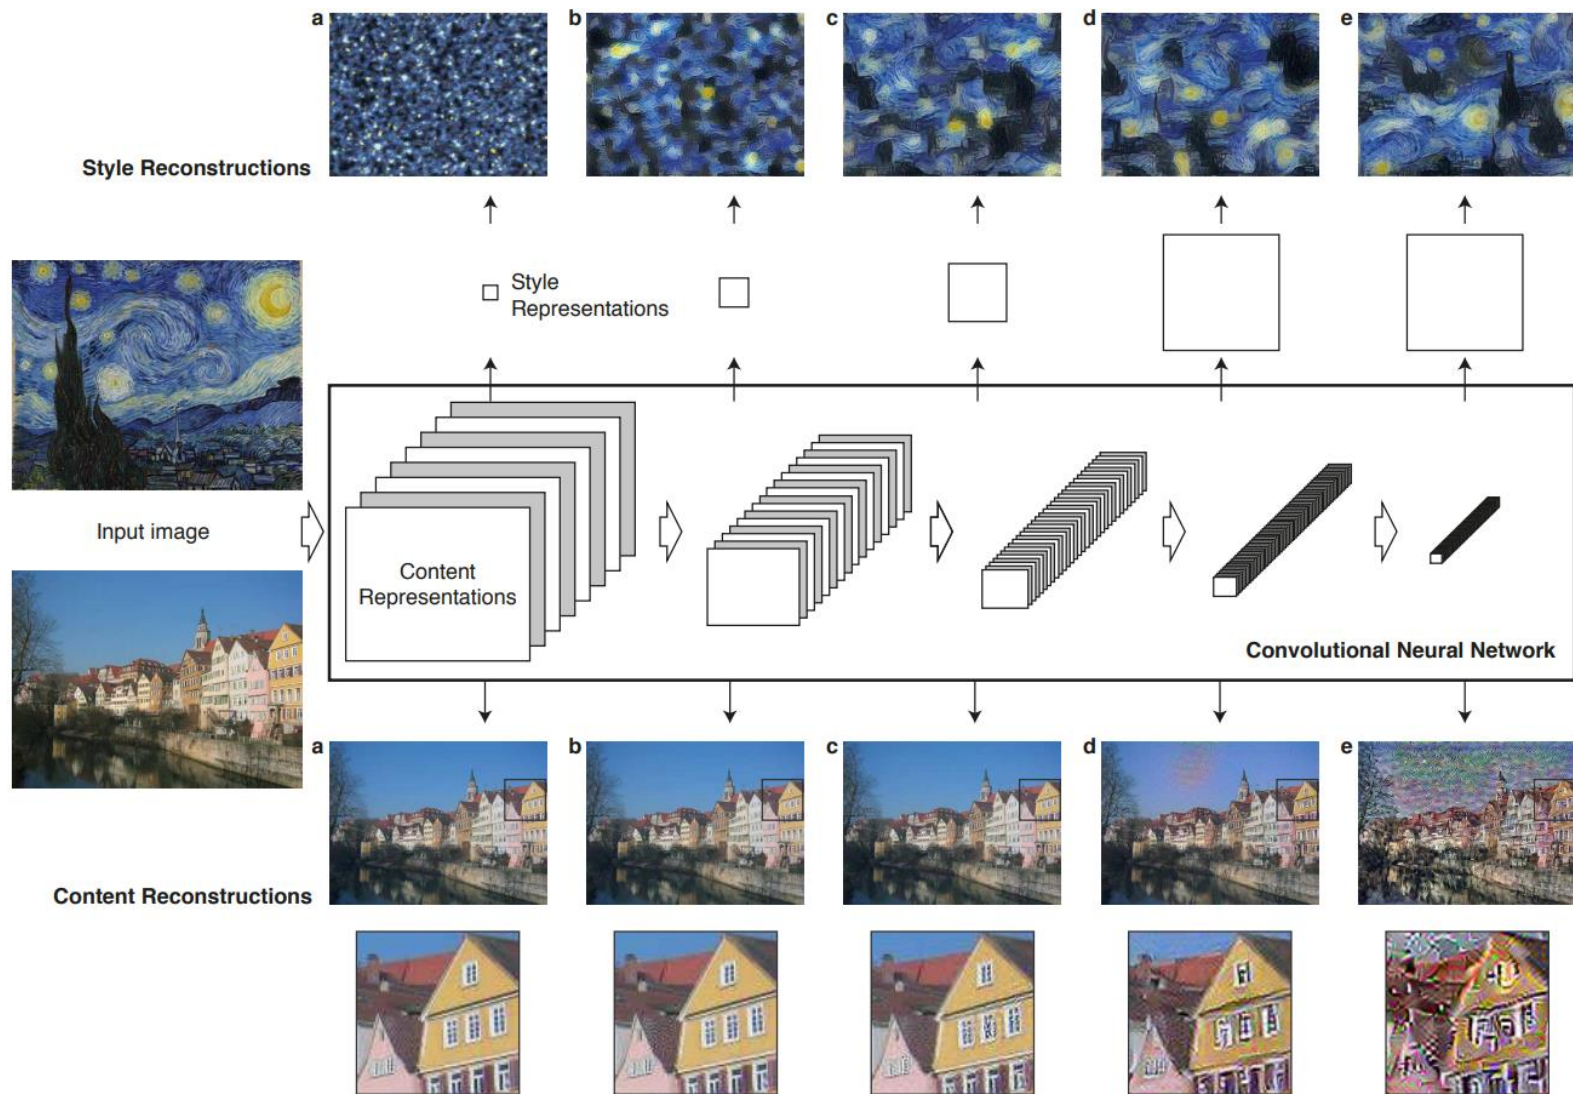 a
b
c
d
e
Style Reconstructions
Style
Representations
Input image
Content
Representations
Convolutional Neural Network
a
b
c
d
e
Content Reconstructions